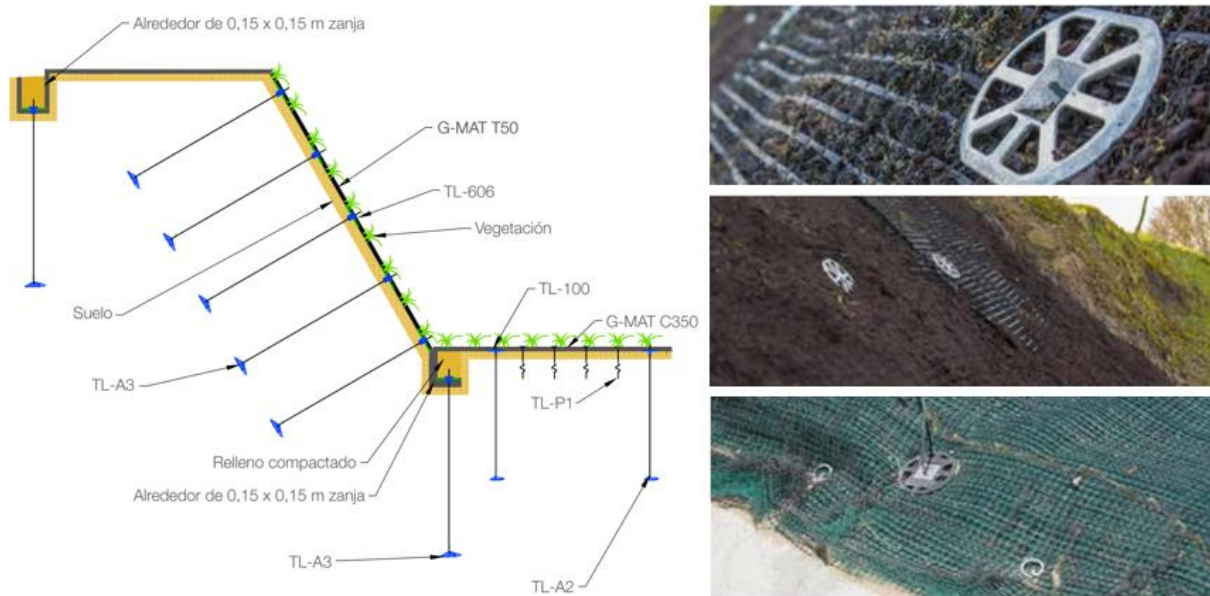 Alrededor de 0,15 x 0,15 m zanja
G-MAT T50
TL-606
Vegetación
Suelo
TL-100
G-MAT C350
TL-A3
TL-P1
Relleno compactado
Alrededor de 0,15 x 0,15 m zanja
TL-A3
TL-A2